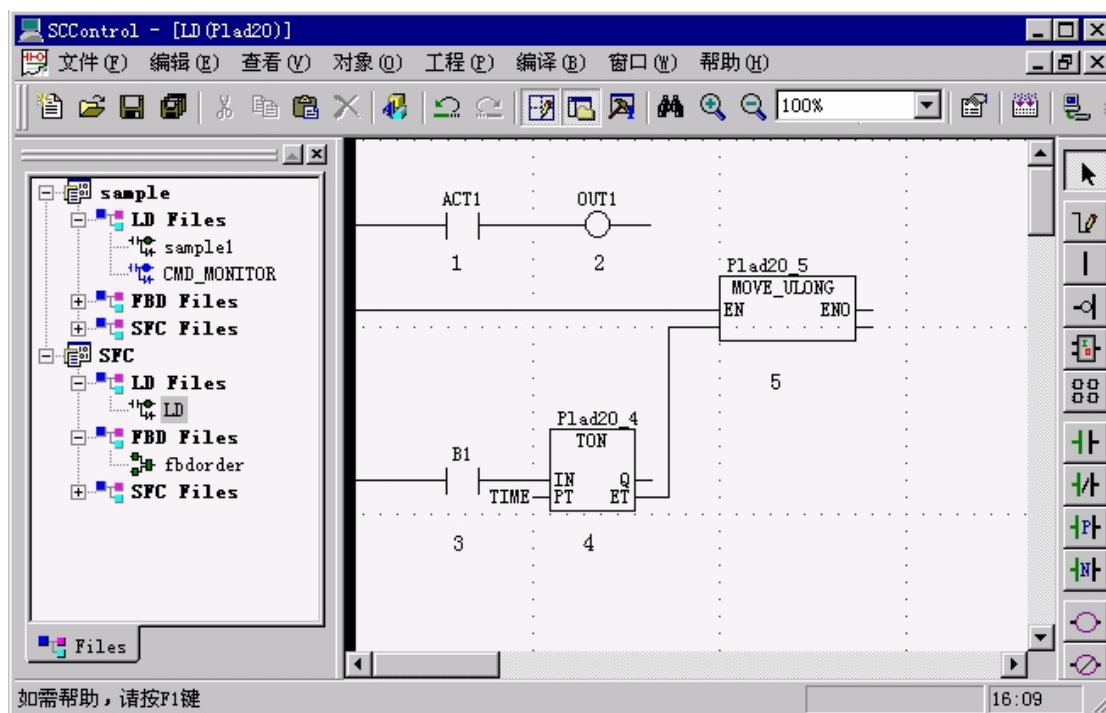 SCControl - [LD(Plad20)]
文件(F) 编辑(E) 查看(V) 对象(O) 工程(P) 编译(B) 窗口(W) 帮助(H)
100%
sample
LD Files
sample1
CMD_MONITOR
FBD Files
SFC Files
SFC
LD Files
LD
FBD Files
fbdorder
SFC Files
Files
ACT1 OUT1
1 2
Plad20_5
MOVE_ULONG
EN ENO
5
Plad20_4
TON
B1
IN Q
TIME PT ET
3 4
P
N
如需帮助，请按F1键
16:09